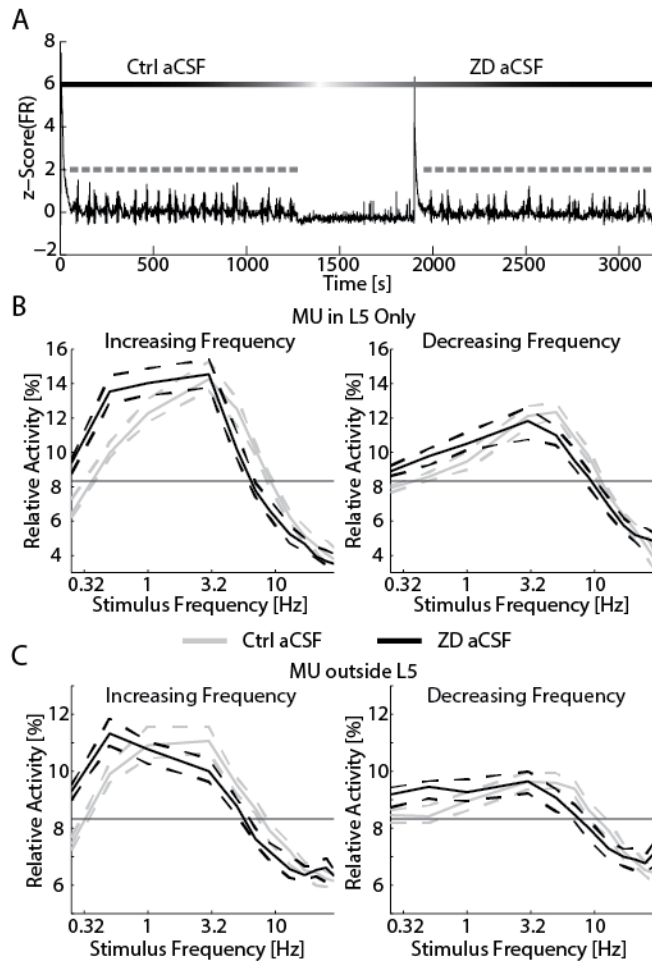 A
Ctrl aCSF ZD aCSF
z−Score(FR)
8
6
4
2
0
−2
0 500 1000 1500 2000 2500 3000
Time [s]
B
MU in L5 Only
Increasing Frequency Decreasing Frequency
Relative Activity [%]
16
14
12
10
8
6
4
0.32 1 3.2 10
Stimulus Frequency [Hz]
Relative Activity [%]
16
14
12
10
8
6
4
0.32 1 3.2 10
Stimulus Frequency [Hz]
Ctrl aCSF ZD aCSF
C
MU outside L5
Increasing Frequency Decreasing Frequency
Relative Activity [%]
12
10
8
6
0.32 1 3.2 10
Stimulus Frequency [Hz]
Relative Activity [%]
12
10
8
6
0.32 1 3.2 10
Stimulus Frequency [Hz]